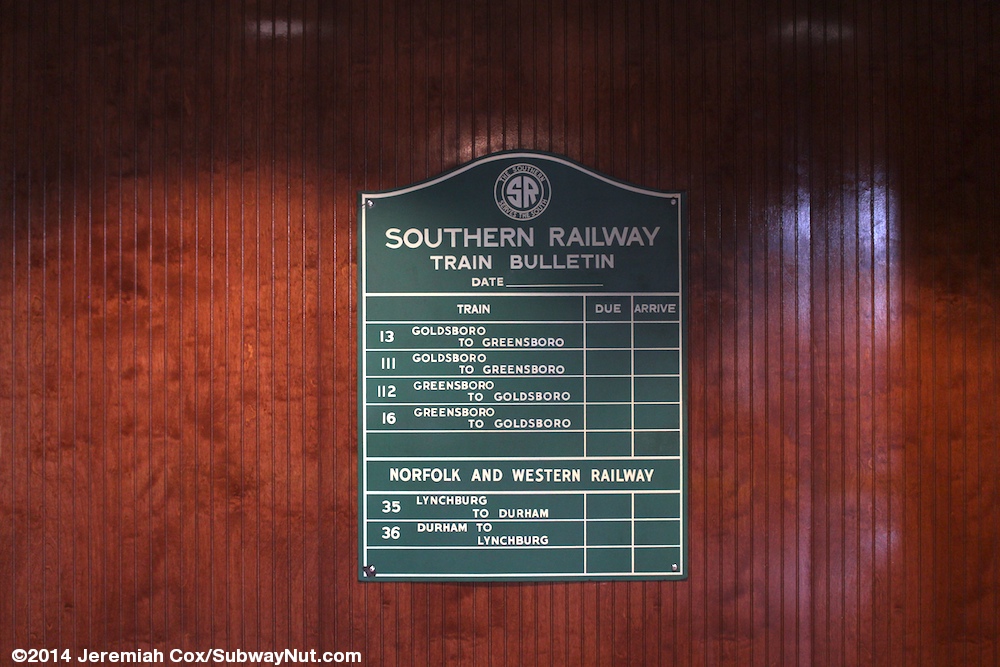 THE SOUTHERN
SR
SERVES THE SOUTH
SOUTHERN RAILWAY
TRAIN BULLETIN
DATE
TRAIN DUE ARRIVE
13 GOLDSBORO
TO GREENSBORO
111 GOLDSBORO
TO GREENSBORO
112 GREENSBORO
TO GOLDSBORO
16 GREENSBORO
TO GOLDSBORO
NORFOLK AND WESTERN RAILWAY
35 LYNCHBURG
TO DURHAM
36 DURHAM TO
LYNCHBURG
©2014 Jeremiah Cox/SubwayNut.com